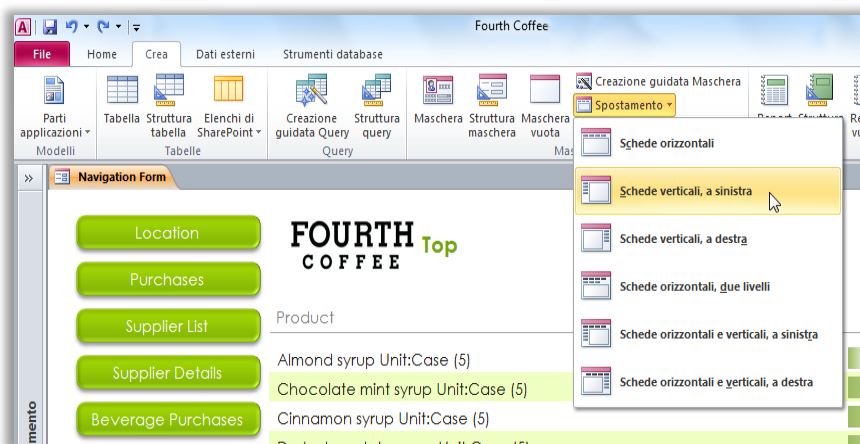 A
Fourth Coffee
File Home Crea Dati esterni Strumenti database
Parti
applicazioni
Tabella
Struttura
tabella
Elenchi di
SharePoint
Creazione
guidata Query
Struttura
query
Maschera
Struttura
maschera
Maschera
vuota
Creazione guidata Maschera
Spostamento
Modelli
Tabelle
Query
Schede orizzontali
Schede verticali, a sinistra
Schede verticali, a destra
Schede orizzontali, due livelli
Schede orizzontali e verticali, a sinistra
Schede orizzontali e verticali, a destra
»
Navigation Form
Location
Purchases
Supplier List
Supplier Details
Beverage Purchases
FOURTH
COFFEE
Top
Product
Almond syrup Unit:Case (5)
Chocolate mint syrup Unit:Case (5)
Cinnamon syrup Unit:Case (5)